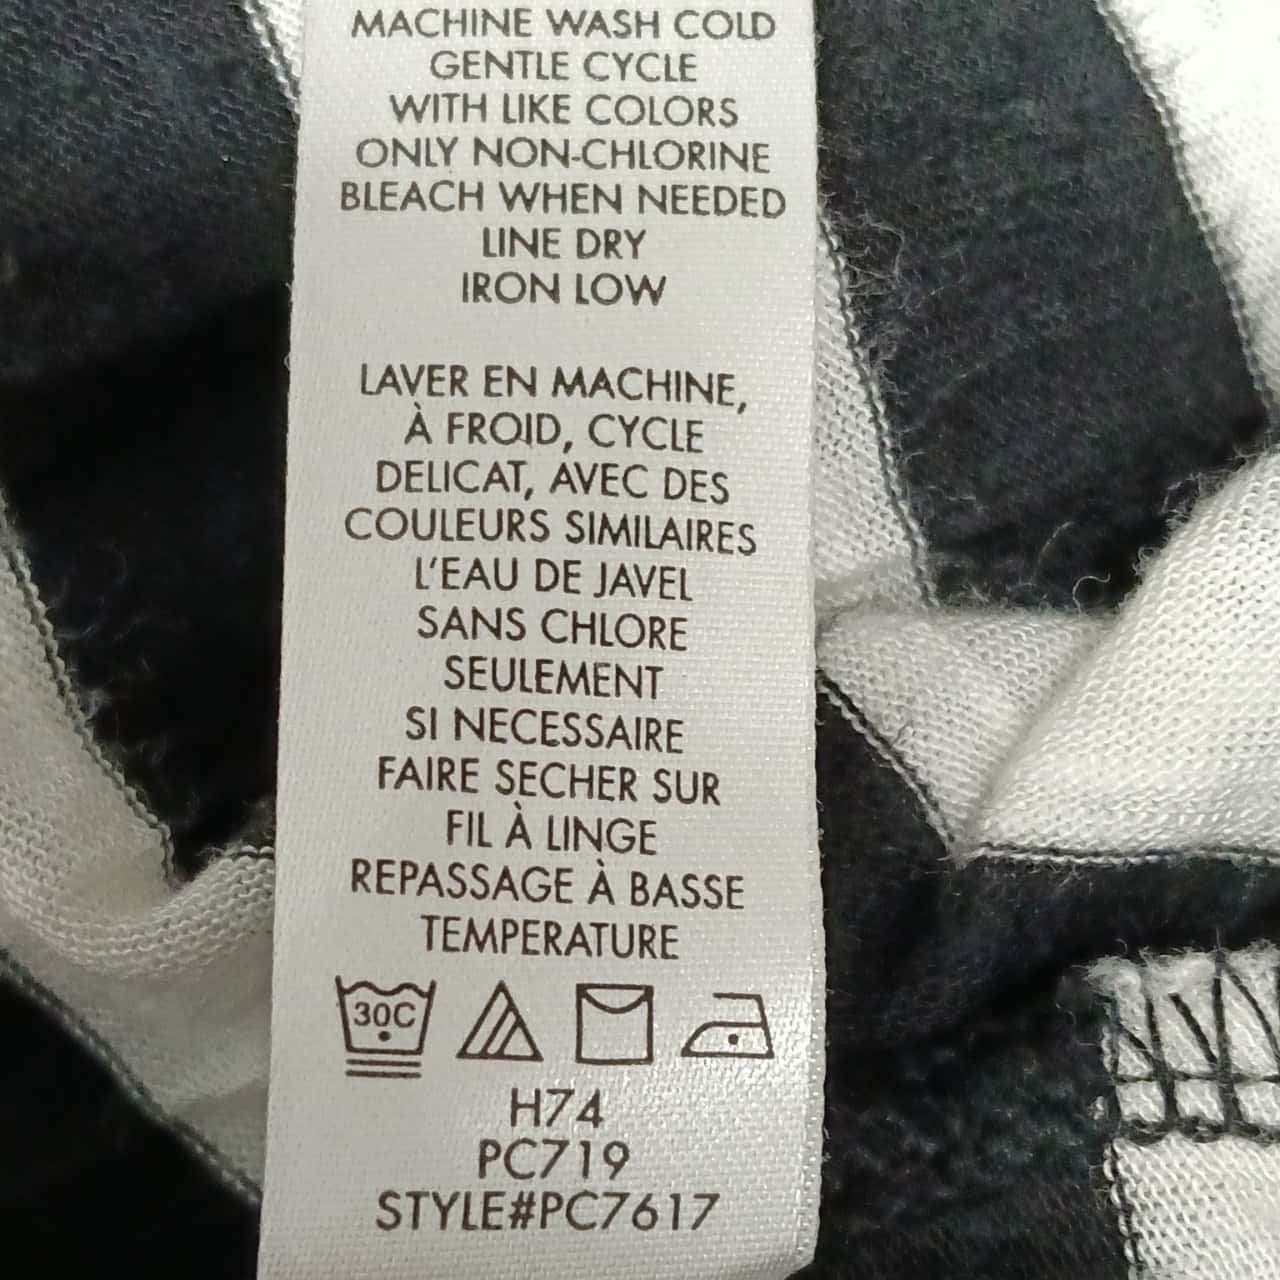 MACHINE WASH COLD
GENTLE CYCLE
WITH LIKE COLORS
ONLY NON-CHLORINE
BLEACH WHEN NEEDED
LINE DRY
IRON LOW
LAVER EN MACHINE,
À FROID, CYCLE
DELICAT, AVEC DES
COULEURS SIMILAIRES
L'EAU DE JAVEL
SANS CHLORE
SEULEMENT
SI NECESSAIRE
FAIRE SECHER SUR
FIL À LINGE
REPASSAGE À BASSE
TEMPERATURE
30C
H74
PC719
STYLE#PC7617